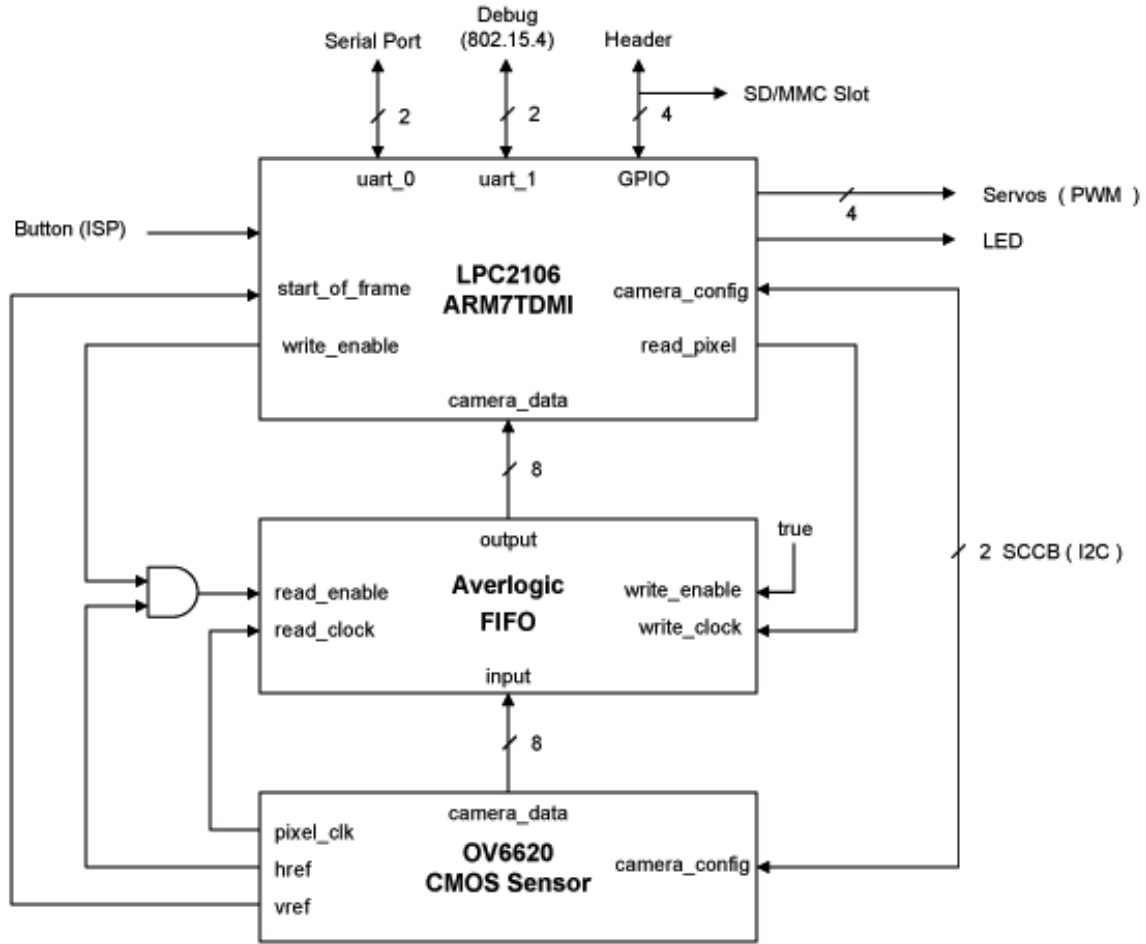 Serial Port
Debug
(802.15.4)
Header
SD/MMC Slot
2
2
4
uart_0
uart_1
GPIO
Servos ( PWM )
4
Button (ISP)
LED
LPC2106
ARM7TDMI
start_of_frame
camera_config
write_enable
read_pixel
camera_data
8
true
output
2 SCCB ( I2C )
Averlogic
FIFO
read_enable
write_enable
read_clock
write_clock
input
8
camera_data
pixel_clk
OV6620
CMOS Sensor
href
camera_config
vref